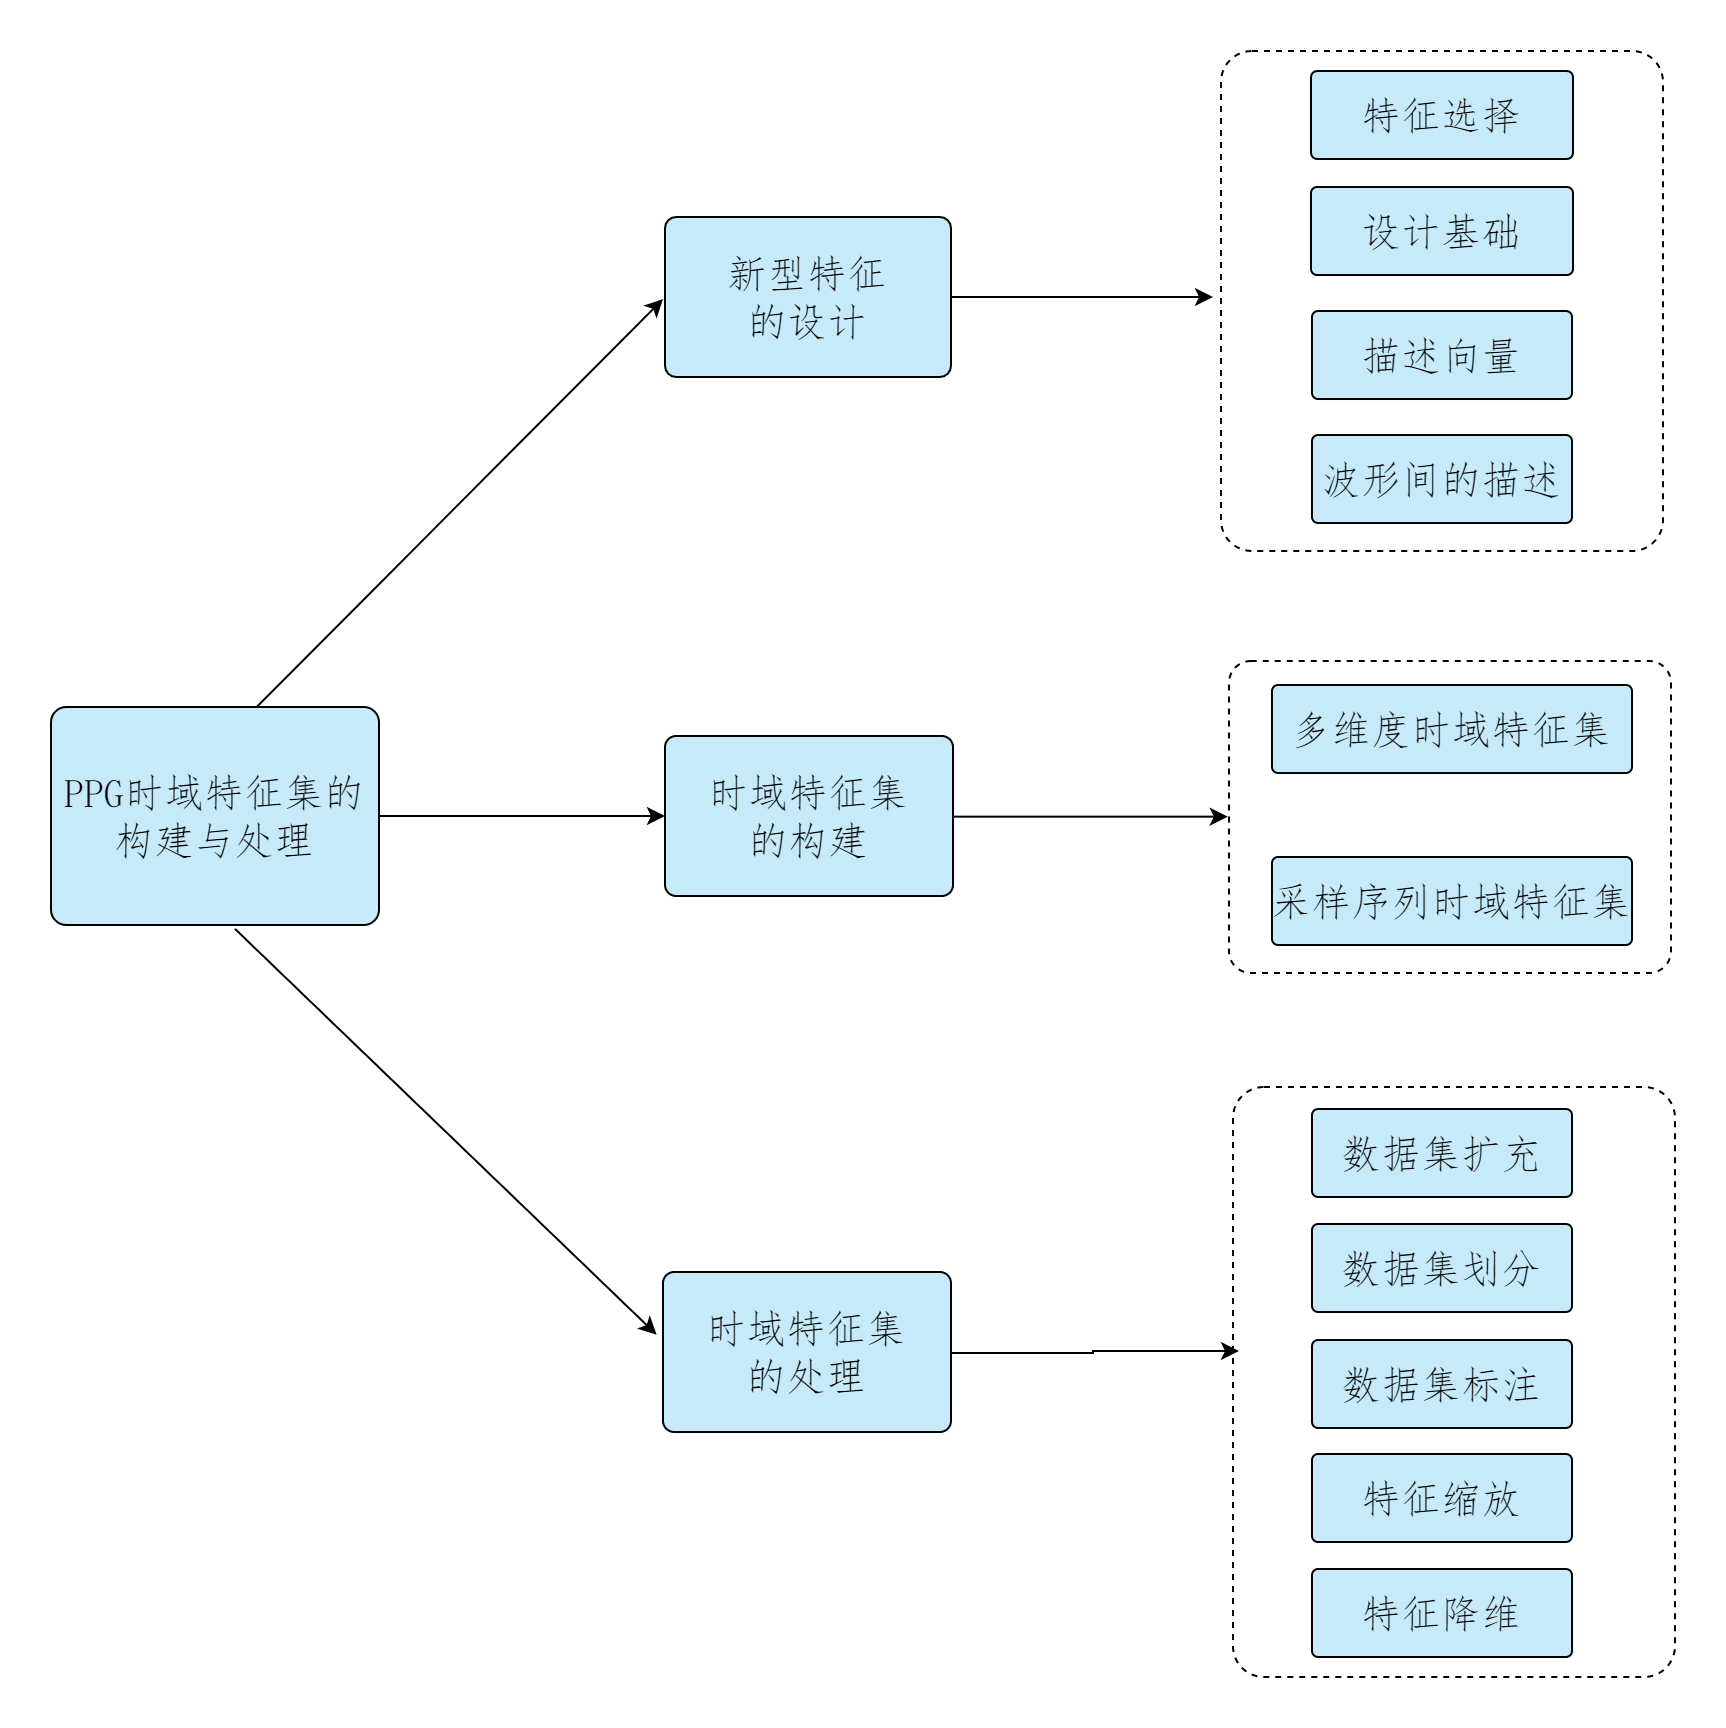 特征选择
设计基础
新型特征
的设计
描述向量
波形间的描述
多维度时域特征集
PPG时域特征集的
构建与处理
时域特征集
的构建
采样序列时域特征集
数据集扩充
数据集划分
时域特征集
的处理
数据集标注
特征缩放
特征降维